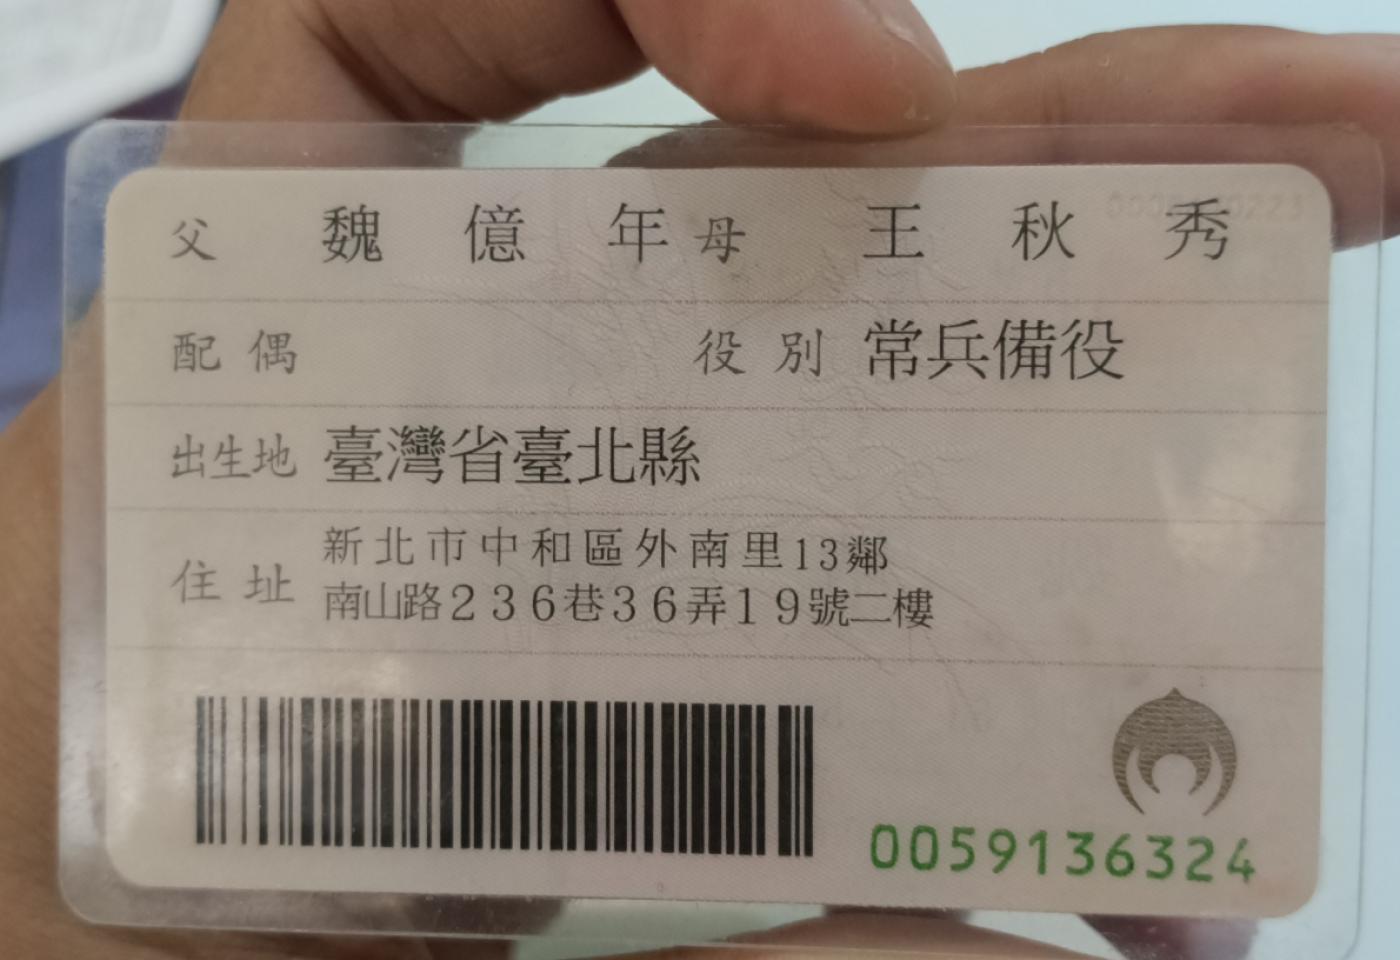 父 魏億年 母 王秋秀
配偶 役別 常兵備役
出生地 臺灣省臺北縣
住址 新北市中和區外南里13鄰
南山路236巷36弄19號二樓
0059136324